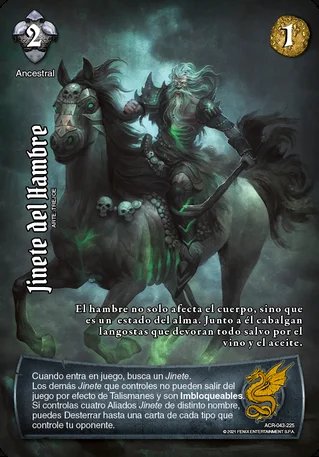 2
1
Ancestral
Jinete del Hambre
El hambre no solo afecta el cuerpo, sino que
es un estado del alma. Junto a él cabalgan
langostas que devoran todo salvo por el
vino y el aceite.
Cuando entra en juego, busca un Jinete.
Los demás Jinete que controles no pueden salir del
juego por efecto de Talismanes y son Imbloqueables.
Si controlas cuatro Aliados Jinete de distinto nombre,
puedes Desterrar hasta una carta de cada tipo que
controle tu oponente.
ACR-043-225
© 2021 FENIX ENTERTAINMENT S.P.A.